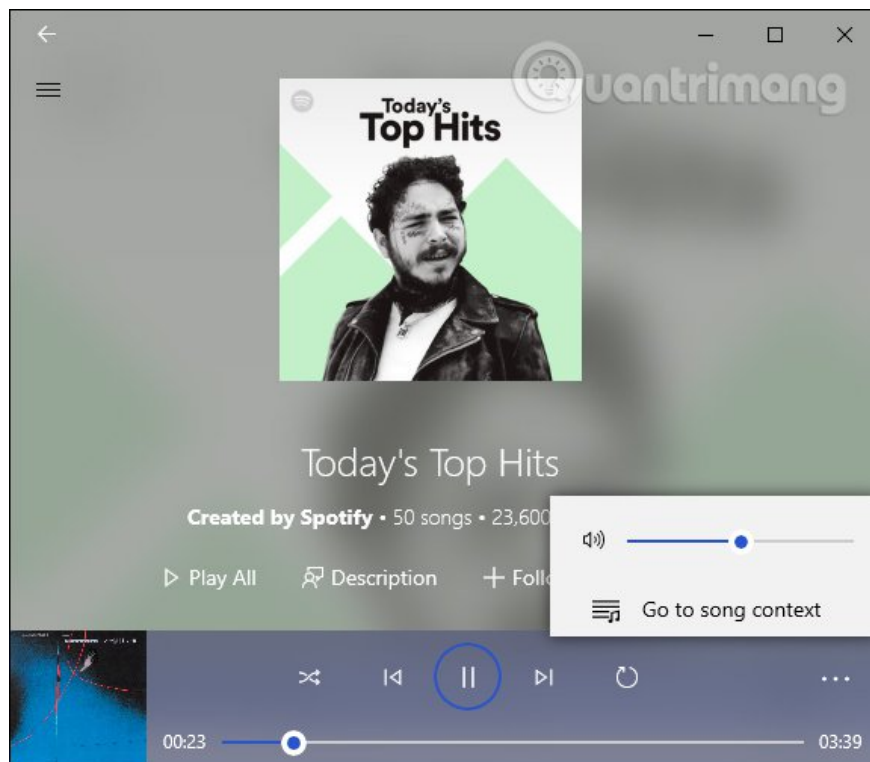 Quantrimang
Today's
Top Hits
Today's Top Hits
Created by Spotify • 50 songs • 23,600
Play All Description + Follo
Go to song context
00:23 03:39